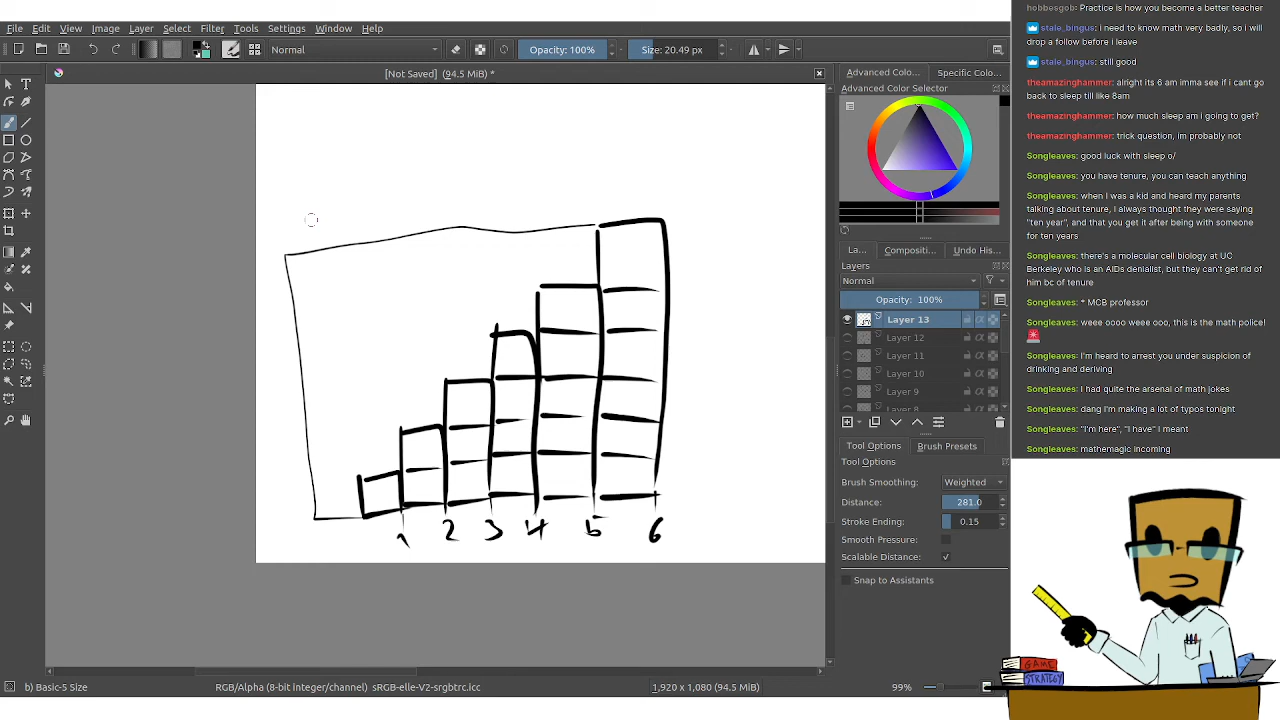 hobbesgob: Practice is how you become a better teacher
File Edit View Image Layer Select Filter Tools Settings Window Help
stale_bingus: i need to know math very badly, so i will
drop a follow before i leave
Normal
Opacity: 100%
Size: 20.49 px
stale_bingus: still good
[Not Saved] (94.5 MiB) *
Advanced Colo...
Specific Colo...
Advanced Color Selector
theamazinghammer: alright its 6 am imma see if i cant go
back to sleep till like 8am
theamazinghammer: how much sleep am i going to get?
theamazinghammer: trick question, im probably not
Songleaves: good luck with sleep o/
Songleaves: you have tenure, you can teach anything
Songleaves: when I was a kid and heard my parents
talking about tenure, I always thought they were saying
"ten year", and that you get it after being with someone
for ten years
La...
Compositi...
Undo His...
Layers
Songleaves: there's a molecular cell biology at UC
Berkeley who is an AIDs denialist, but they can't get rid of
him bc of tenure
Normal
Opacity: 100%
Songleaves: * MCB professor
Layer 13
Songleaves: weee oooo weee ooo, this is the math police!
Layer 12
Layer 11
Songleaves: I'm heard to arrest you under suspicion of
drinking and deriving
Layer 10
Layer 9
Songleaves: I had quite the arsenal of math jokes
Layer 8
Songleaves: dang I'm making a lot of typos tonight
Songleaves: "I'm here", "I have" I meant
Songleaves: mathemagic incoming
Tool Options
Brush Presets
Tool Options
Brush Smoothing: Weighted
Distance: 281.0
Stroke Ending: 0.15
Smooth Pressure:
Scalable Distance:
Snap to Assistants
1 2 3 4 5 6
GAME
STRATEGY
b) Basic-5 Size
RGB/Alpha (8-bit integer/channel) sRGB-elle-V2-srgbtrc.icc
1,920 x 1,080 (94.5 MiB)
99%